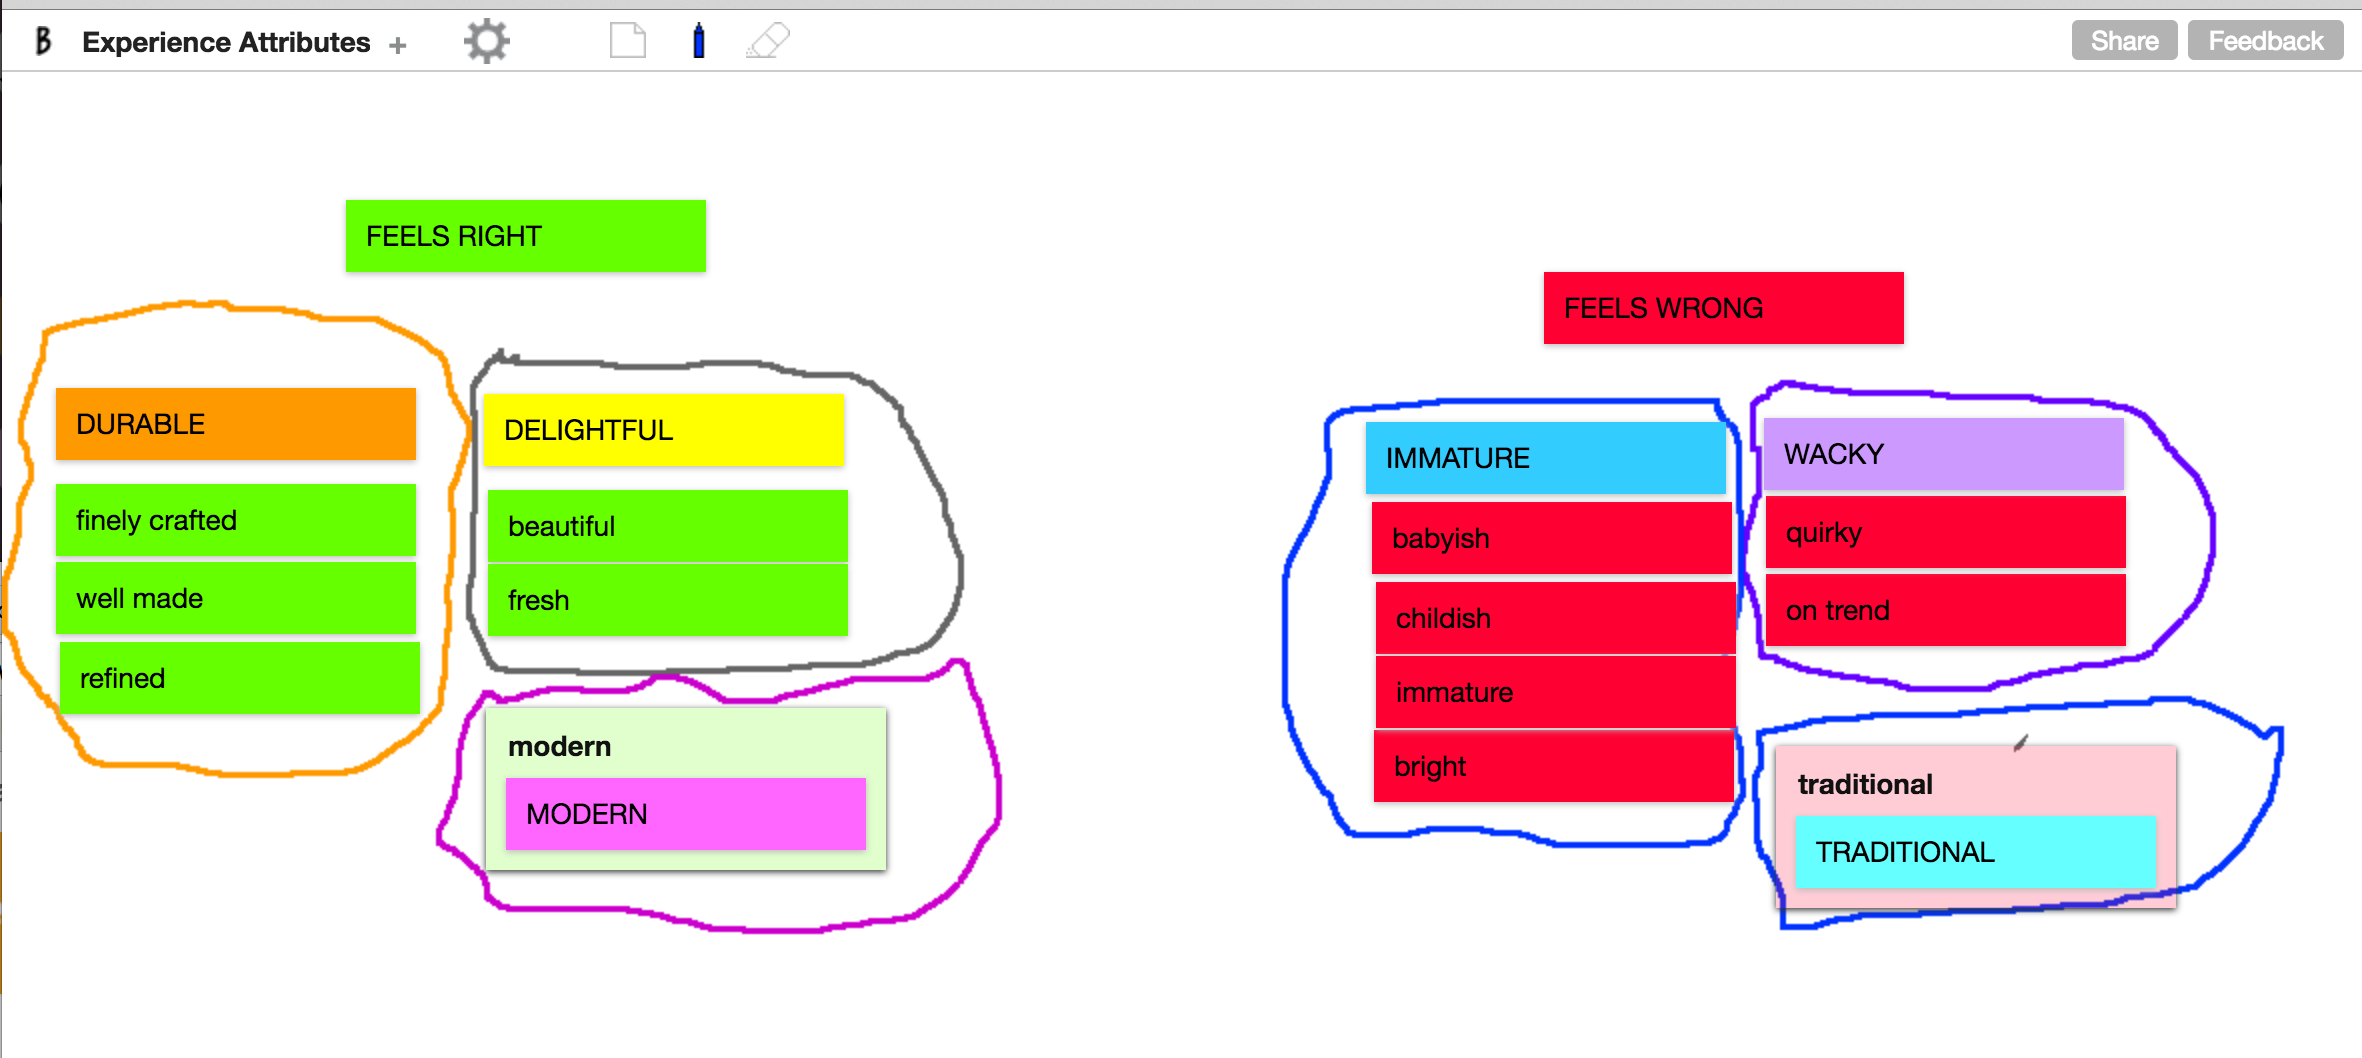 B Experience Attributes + Share Feedback
FEELS RIGHT
DURABLE
finely crafted
well made
refined
DELIGHTFUL
beautiful
fresh
modern
MODERN
FEELS WRONG
IMMATURE
babyish
childish
immature
bright
WACKY
quirky
on trend
traditional
TRADITIONAL